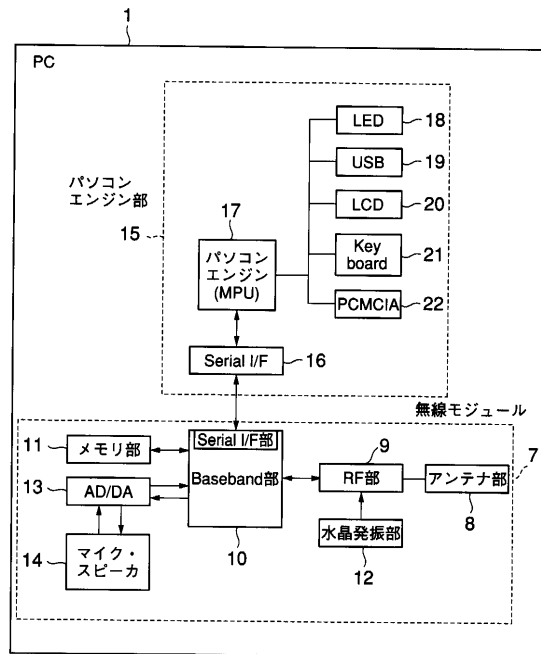 1
PC
LED
18
USB
19
パソコン
エンジン部
15
LCD
20
17
パソコン
エンジン
(MPU)
Key
board
21
PCMCIA
22
Serial I/F
16
無線モジュール
Serial I/F部
Baseband部
10
11
メモリ部
13
AD/DA
14
マイク・
スピーカ
9
RF部
アンテナ部
7
8
水晶発振部
12